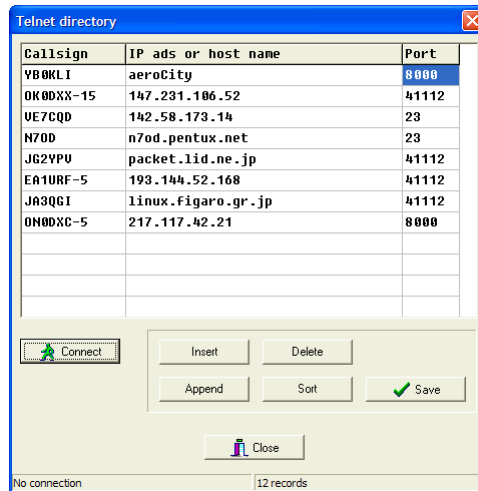 Telnet directory
Callsign IP ads or host name Port
YB0KLI aeroCity 8000
OK0DXX-15 147.231.106.52 41112
VE7CQD 142.58.173.14 23
N7OD n7od.pentux.net 23
JG2YPV packet.lid.ne.jp 41112
EA1URF-5 193.144.52.168 41112
JA3QGI linux.figaro.gr.jp 41112
ON0DXC-5 217.117.42.21 8000
Connect Insert Delete
Append Sort Save
Close
No connection 12 records